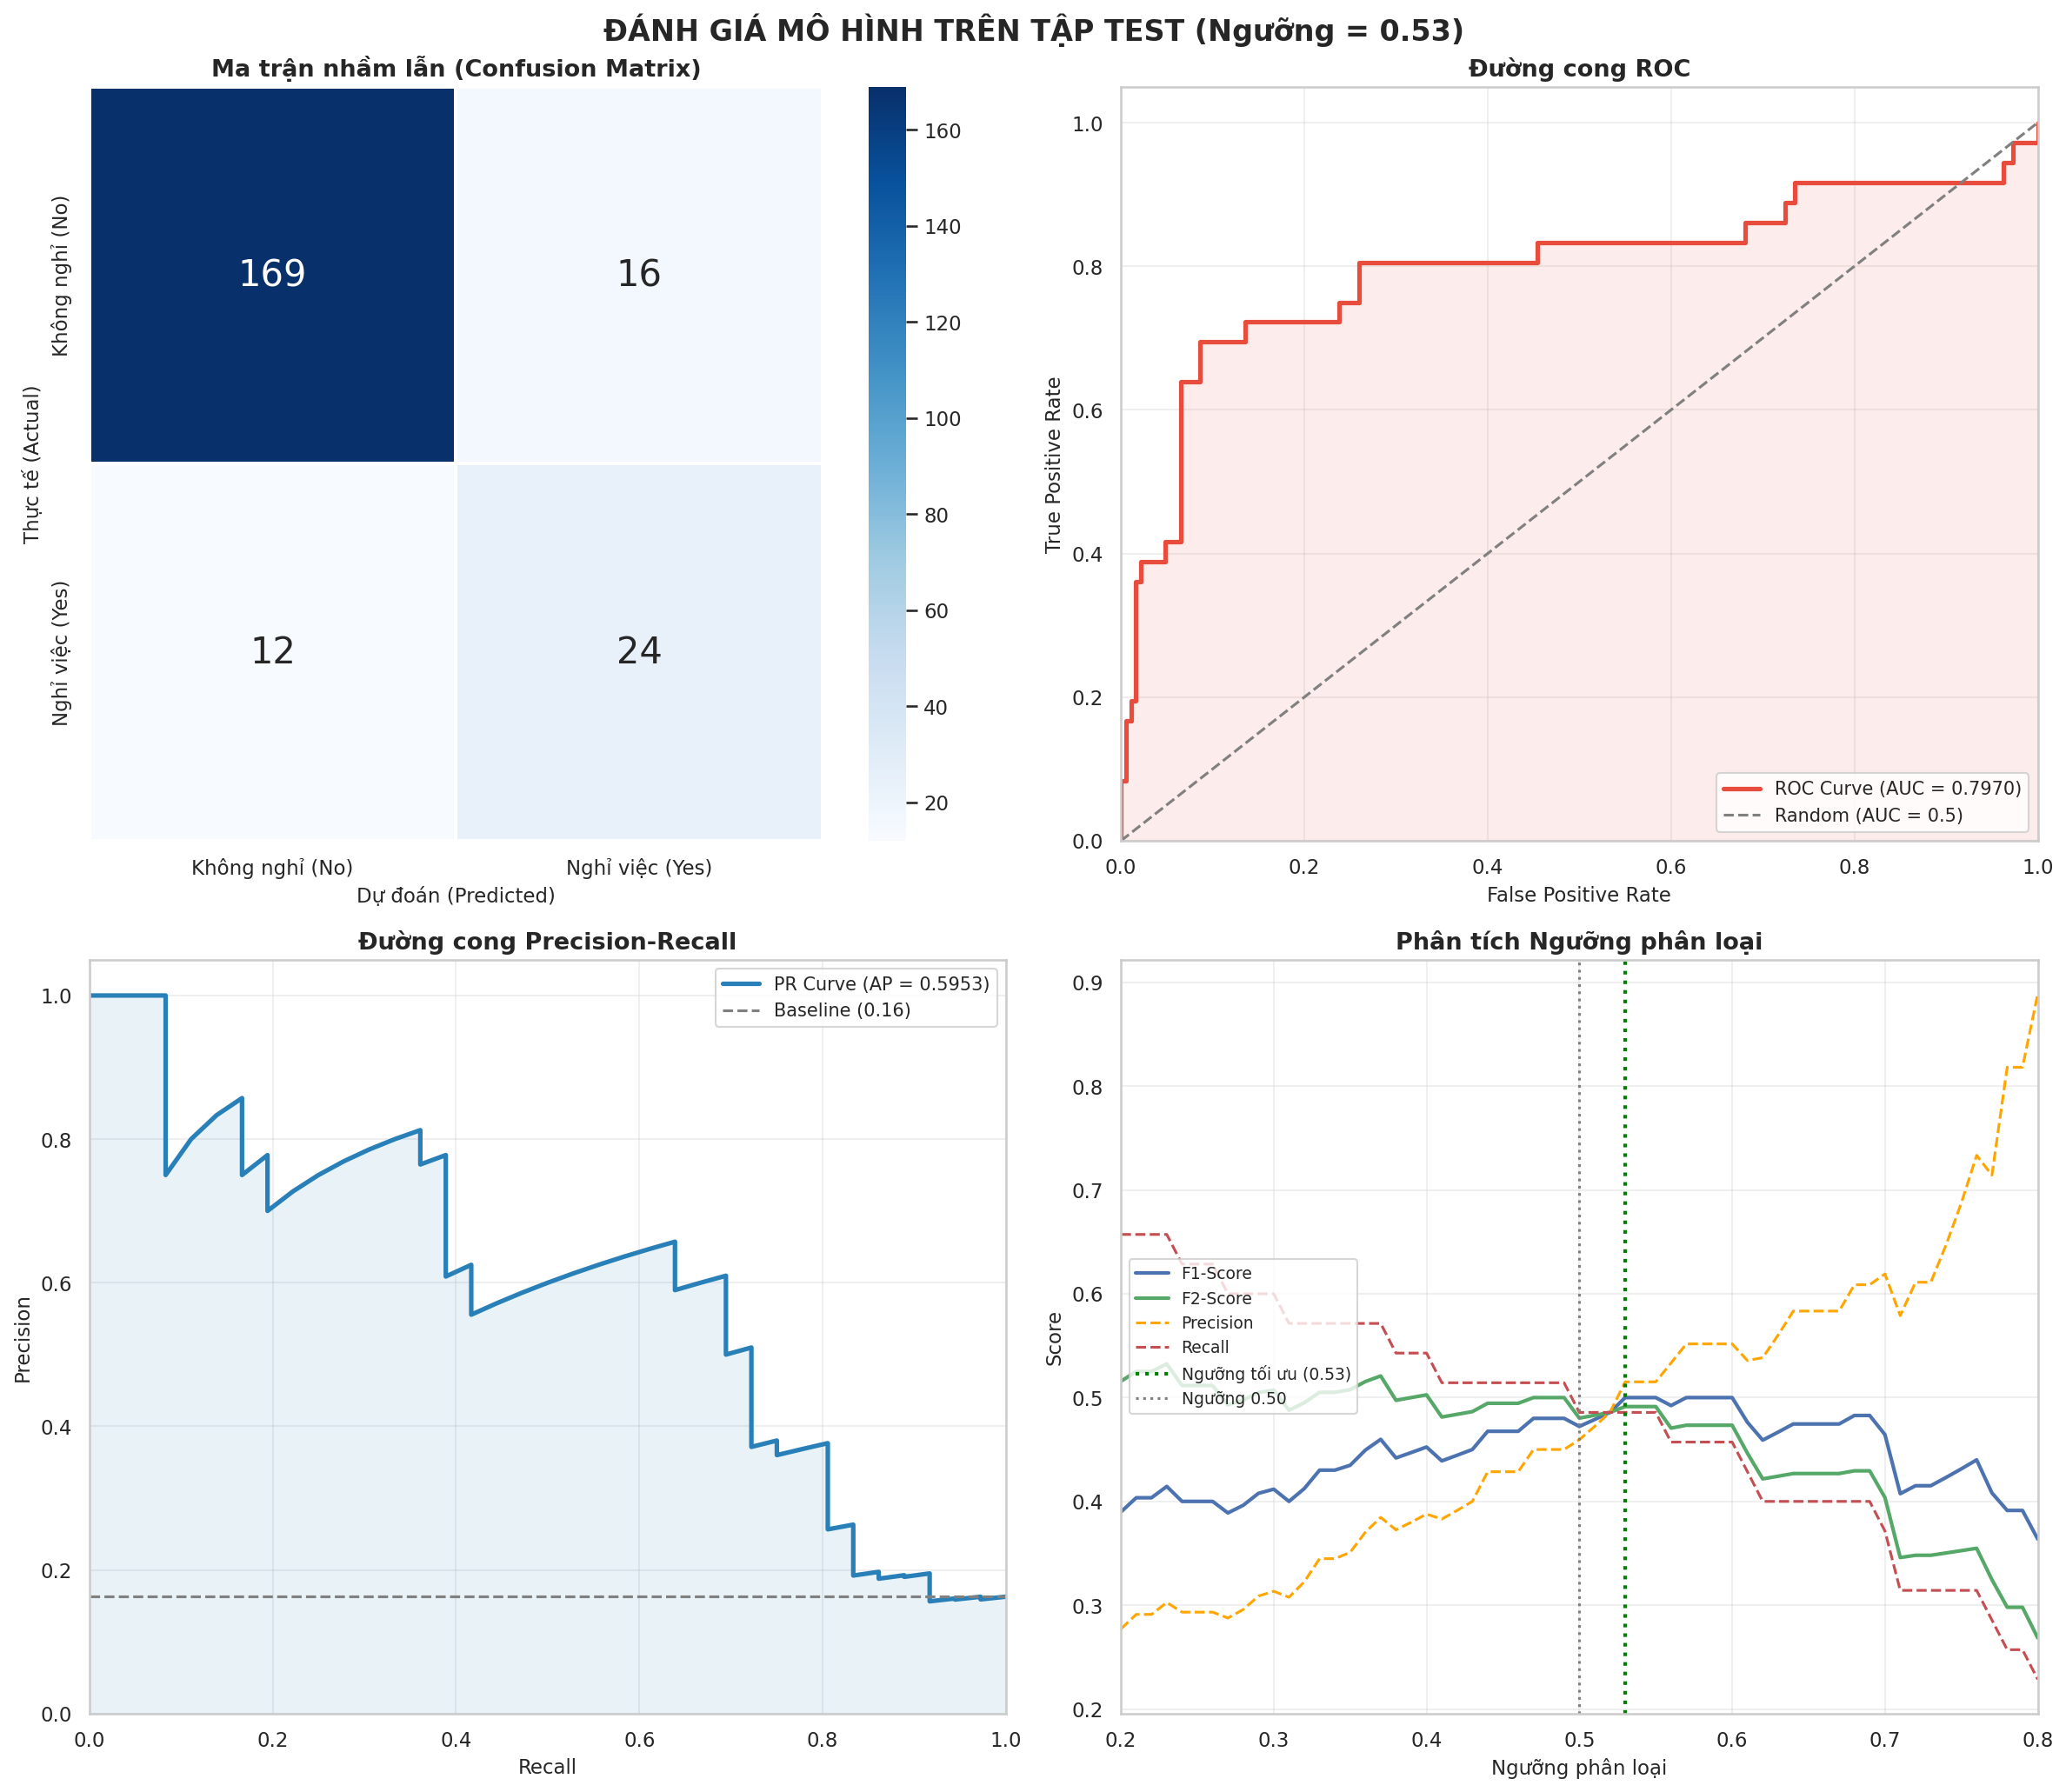 ĐÁNH GIÁ MÔ HÌNH TRÊN TẬP TEST (Ngưỡng = 0.53)
Ma trận nhầm lẫn (Confusion Matrix)
Thực tế (Actual)
Không nghỉ (No)
Nghỉ việc (Yes)
169
16
12
24
160
140
120
100
80
60
40
20
Không nghỉ (No)
Nghỉ việc (Yes)
Dự đoán (Predicted)
Đường cong ROC
True Positive Rate
1.0
0.8
0.6
0.4
0.2
0.0
ROC Curve (AUC = 0.7970)
Random (AUC = 0.5)
0.0
0.2
0.4
0.6
0.8
1.0
False Positive Rate
Đường cong Precision-Recall
Precision
1.0
0.8
0.6
0.4
0.2
0.0
PR Curve (AP = 0.5953)
Baseline (0.16)
0.0
0.2
0.4
0.6
0.8
1.0
Recall
Phân tích Ngưỡng phân loại
Score
0.9
0.8
0.7
0.6
0.5
0.4
0.3
0.2
F1-Score
F2-Score
Precision
Recall
Ngưỡng tối ưu (0.53)
Ngưỡng 0.50
0.2
0.3
0.4
0.5
0.6
0.7
0.8
Ngưỡng phân loại